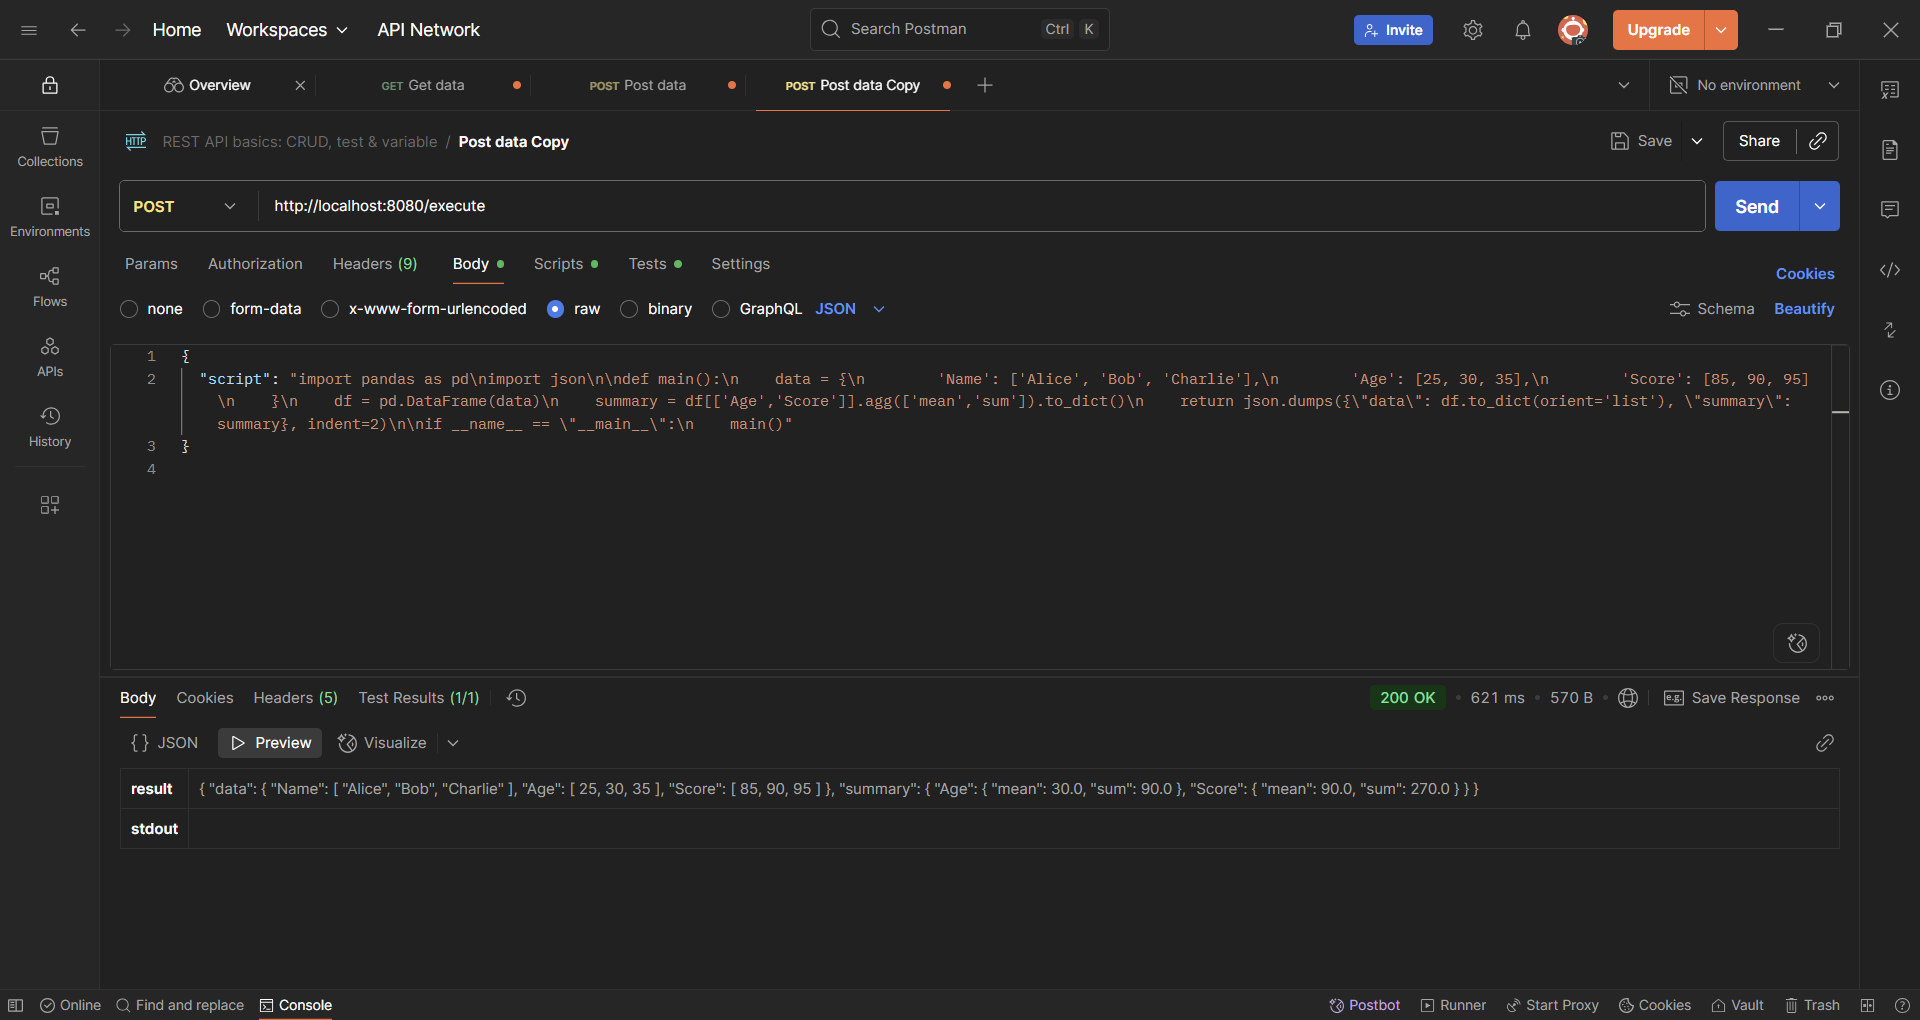 Home Workspaces API Network Search Postman Ctrl K Invite Upgrade
Overview GET Get data POST Post data POST Post data Copy No environment
HTTP REST API basics: CRUD, test & variable / Post data Copy Save Share
Collections
Environments
Flows
APIs
History
POST http://localhost:8080/execute Send
Params Authorization Headers (9) Body Scripts Tests Settings Cookies
none form-data x-www-form-urlencoded raw binary GraphQL JSON Schema Beautify
1 {
2 "script": "import pandas as pd\nimport json\n\ndef main():\n    data = {\n        'Name': ['Alice', 'Bob', 'Charlie'],\n        'Age': [25, 30, 35],\n        'Score': [85, 90, 95]
\n    }\n    df = pd.DataFrame(data)\n    summary = df[['Age','Score']].agg(['mean','sum']).to_dict()\n    return json.dumps({\"data\": df.to_dict(orient='list'), \"summary\":
summary}, indent=2)\n\nif __name__ == \"__main__\":\n    main()"
3 }
4
Body Cookies Headers (5) Test Results (1/1) 200 OK 621 ms 570 B e.g. Save Response
{} JSON Preview Visualize
result { "data": { "Name": [ "Alice", "Bob", "Charlie" ], "Age": [ 25, 30, 35 ], "Score": [ 85, 90, 95 ] }, "summary": { "Age": { "mean": 30.0, "sum": 90.0 }, "Score": { "mean": 90.0, "sum": 270.0 } } }
stdout
Online Find and replace Console Postbot Runner Start Proxy Cookies Vault Trash